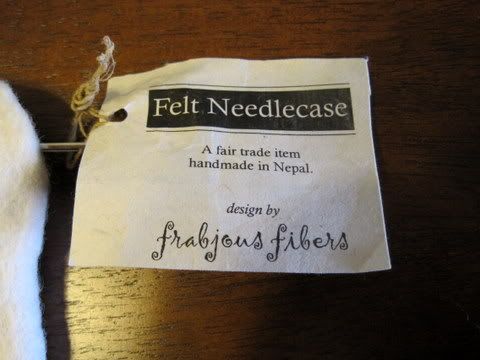 Felt Needlecase
A fair trade item
handmade in Nepal.
design by
frabjous fibers